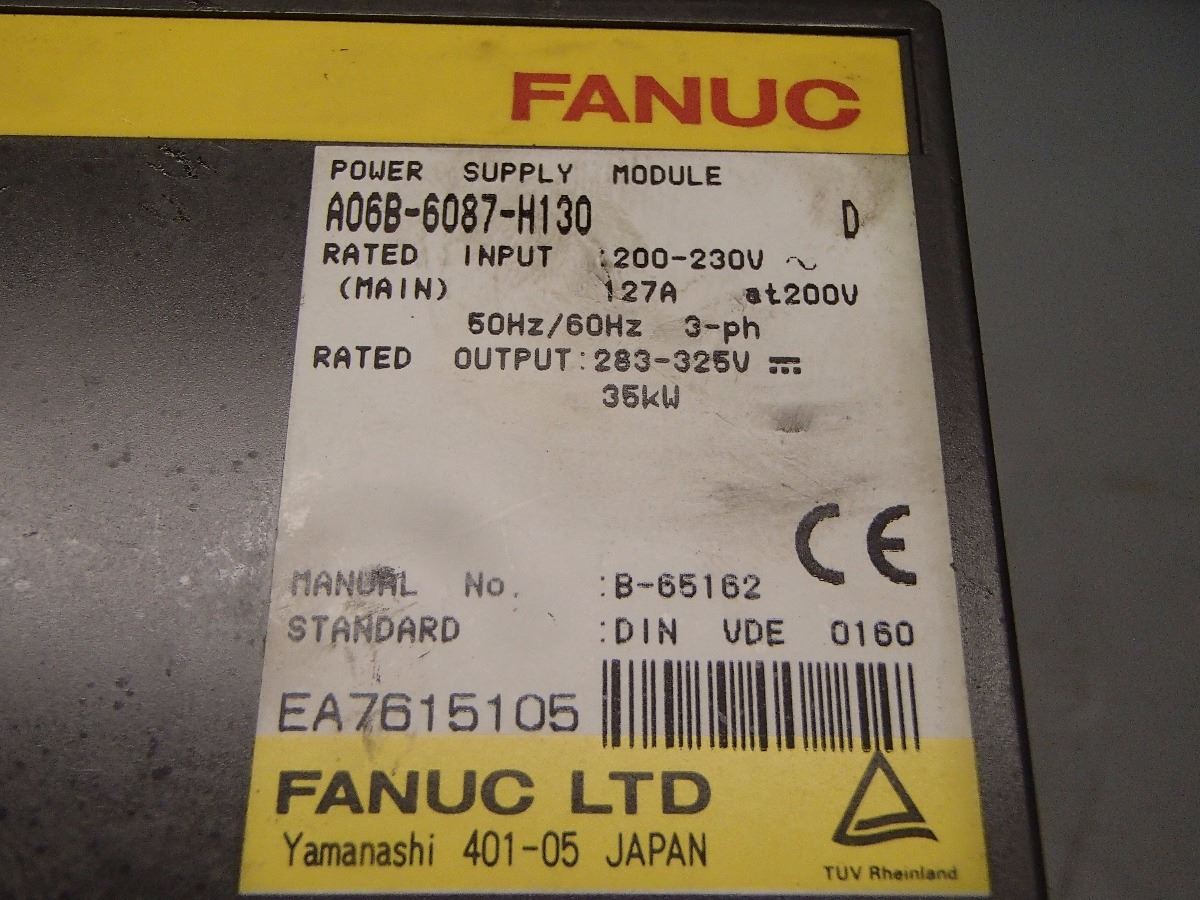 FANUC
POWER SUPPLY MODULE
A06B-6087-H130 D
RATED INPUT :200-230V ~
(MAIN) 127A at200V
50Hz/60Hz 3-ph
RATED OUTPUT:283-325V ⎓
35kW
CE
MANUAL No. :B-65162
STANDARD :DIN VDE 0160
EA7615105
FANUC LTD
Yamanashi 401-05 JAPAN
TÜV Rheinland